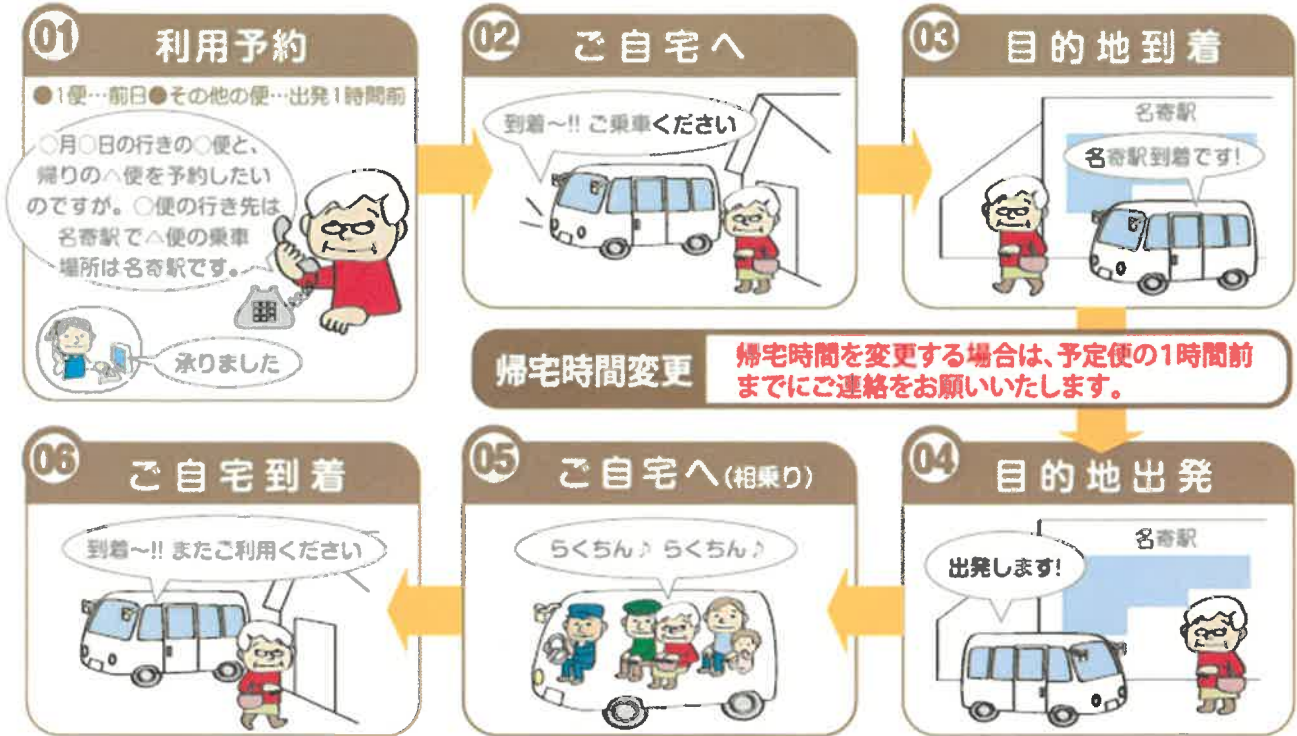 01 利用予約
●1便…前日●その他の便…出発1時間前
○月○日の行きの○便と、
帰りの△便を予約したい
のですが。○便の行き先は
名寄駅で△便の乗車
場所は名寄駅です。
承りました
02 ご自宅へ
到着～!! ご乗車ください
03 目的地到着
名寄駅
名寄駅到着です!
帰宅時間変更
帰宅時間を変更する場合は、予定便の1時間前
までにご連絡をお願いいたします。
04 目的地出発
名寄駅
出発します!
05 ご自宅へ(相乗り)
らくちん♪ らくちん♪
06 ご自宅到着
到着～!! またご利用ください